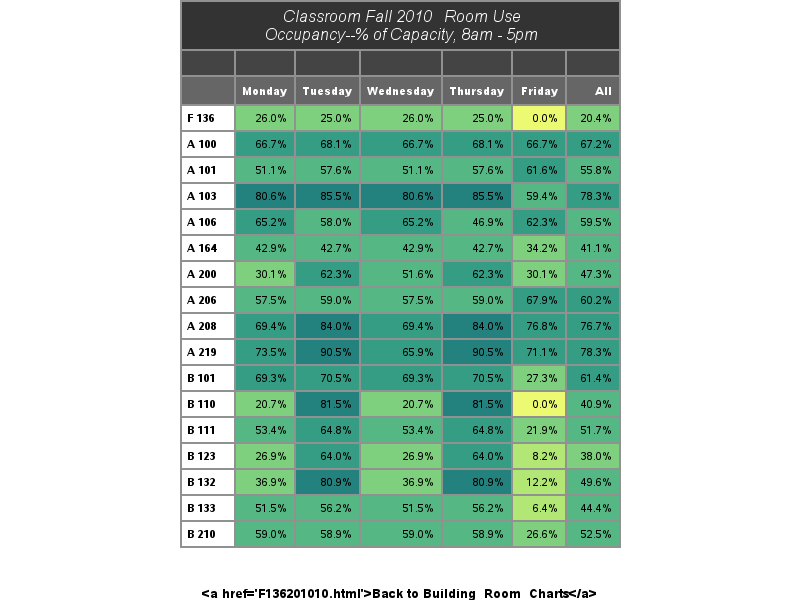 Classroom Fall 2010 Room Use
Occupancy--% of Capacity, 8am - 5pm
Monday Tuesday Wednesday Thursday Friday All
F 136 26.0% 25.0% 26.0% 25.0% 0.0% 20.4%
A 100 66.7% 68.1% 66.7% 68.1% 66.7% 67.2%
A 101 51.1% 57.6% 51.1% 57.6% 61.6% 55.8%
A 103 80.6% 85.5% 80.6% 85.5% 59.4% 78.3%
A 106 65.2% 58.0% 65.2% 46.9% 62.3% 59.5%
A 164 42.9% 42.7% 42.9% 42.7% 34.2% 41.1%
A 200 30.1% 62.3% 51.6% 62.3% 30.1% 47.3%
A 206 57.5% 59.0% 57.5% 59.0% 67.9% 60.2%
A 208 69.4% 84.0% 69.4% 84.0% 76.8% 76.7%
A 219 73.5% 90.5% 65.9% 90.5% 71.1% 78.3%
B 101 69.3% 70.5% 69.3% 70.5% 27.3% 61.4%
B 110 20.7% 81.5% 20.7% 81.5% 0.0% 40.9%
B 111 53.4% 64.8% 53.4% 64.8% 21.9% 51.7%
B 123 26.9% 64.0% 26.9% 64.0% 8.2% 38.0%
B 132 36.9% 80.9% 36.9% 80.9% 12.2% 49.6%
B 133 51.5% 56.2% 51.5% 56.2% 6.4% 44.4%
B 210 59.0% 58.9% 59.0% 58.9% 26.6% 52.5%
&lt;a href='F136201010.html'&gt;Back to Building Room Charts&lt;/a&gt;